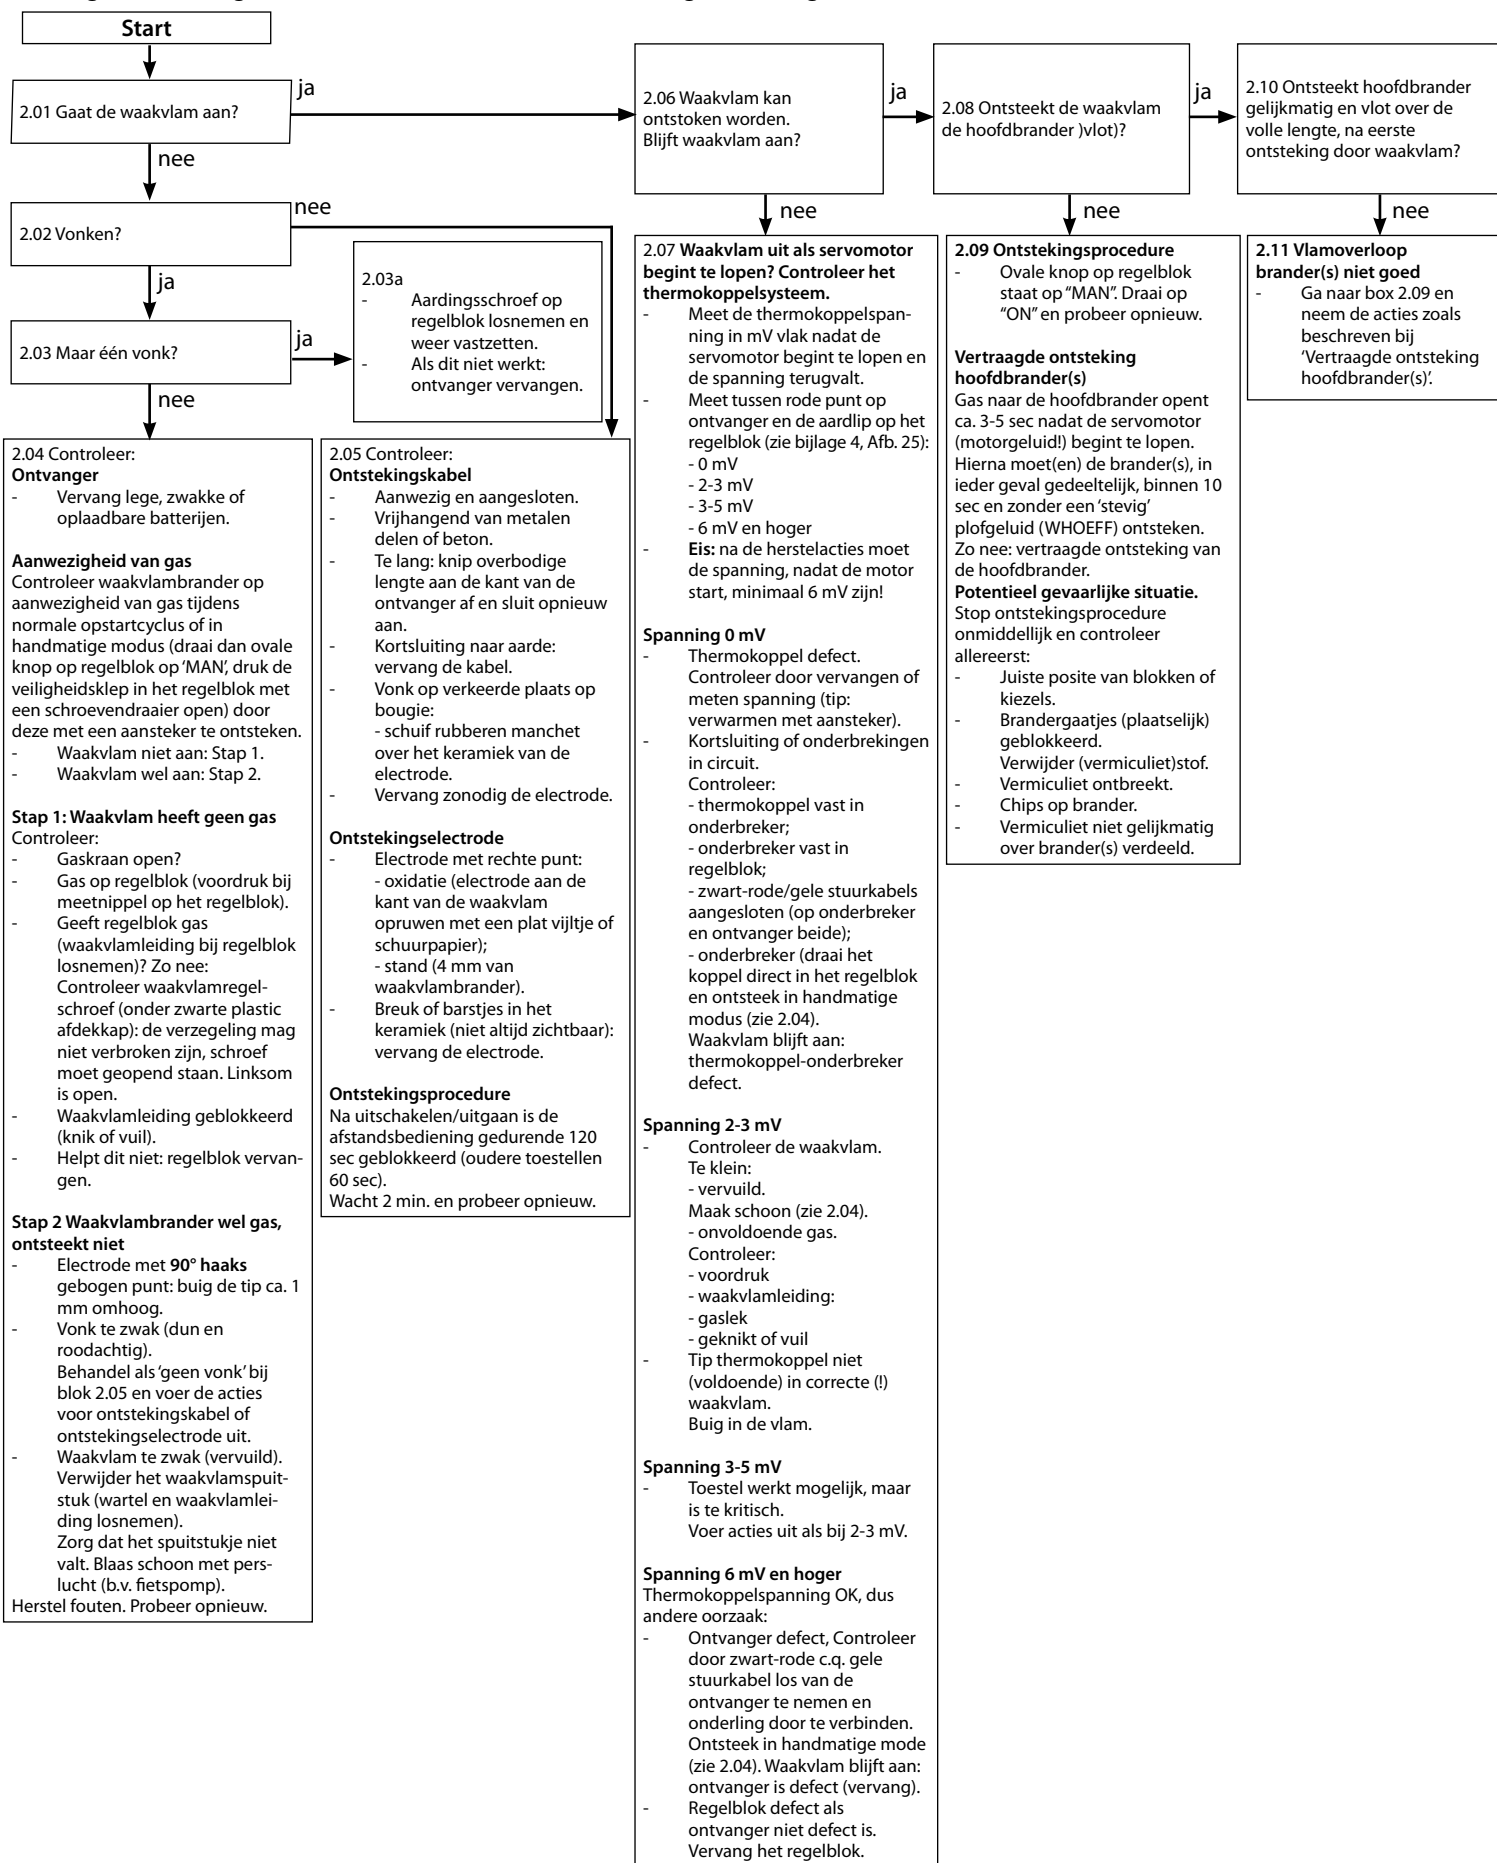 Start
2.01 Gaat de waakvlam aan?
ja
nee
2.02 Vonken?
nee
ja
2.03 Maar één vonk?
ja
nee
2.03a
- Aardingsschroef op
regelblok losnemen en
weer vastzetten.
- Als dit niet werkt:
ontvanger vervangen.
2.04 Controleer:
Ontvanger
- Vervang lege, zwakke of
oplaadbare batterijen.
Aanwezigheid van gas
Controleer waakvlambrander op
aanwezigheid van gas tijdens
normale opstartcyclus of in
handmatige modus (draai dan ovale
knop op regelblok op ‘MAN’, druk de
veiligheidsklep in het regelblok met
een schroevendraaier open) door
deze met een aansteker te ontsteken.
- Waakvlam niet aan: Stap 1.
- Waakvlam wel aan: Stap 2.
Stap 1: Waakvlam heeft geen gas
Controleer:
- Gaskraan open?
- Gas op regelblok (voordruk bij
meetnippel op het regelblok).
- Geeft regelblok gas
(waakvlamleiding bij regelblok
losnemen)? Zo nee:
Controleer waakvlamregel-
schroef (onder zwarte plastic
afdekkap): de verzegeling mag
niet verbroken zijn, schroef
moet geopend staan. Linksom
is open.
- Waakvlamleiding geblokkeerd
(knik of vuil).
- Helpt dit niet: regelblok vervan-
gen.
Stap 2 Waakvlambrander wel gas,
ontsteekt niet
- Electrode met 90° haaks
gebogen punt: buig de tip ca. 1
mm omhoog.
- Vonk te zwak (dun en
roodachtig).
Behandel als ‘geen vonk’ bij
blok 2.05 en voer de acties
voor ontstekingskabel of
ontstekingselectrode uit.
- Waakvlam te zwak (vervuild).
Verwijder het waakvlamspuit-
stuk (wartel en waakvlamlei-
ding losnemen).
Zorg dat het spuitstukje niet
valt. Blaas schoon met pers-
lucht (b.v. fietspomp).
Herstel fouten. Probeer opnieuw.
2.05 Controleer:
Ontstekingskabel
- Aanwezig en aangesloten.
- Vrijhangend van metalen
delen of beton.
- Te lang: knip overbodige
lengte aan de kant van de
ontvanger af en sluit opnieuw
aan.
- Kortsluiting naar aarde:
vervang de kabel.
- Vonk op verkeerde plaats op
bougie:
- schuif rubberen manchet
over het keramiek van de
electrode.
- Vervang zonodig de electrode.
Ontstekingselectrode
- Electrode met rechte punt:
- oxidatie (electrode aan de
kant van de waakvlam
opruwen met een plat vijltje of
schuurpapier);
- stand (4 mm van
waakvlambrander).
- Breuk of barstjes in het
keramiek (niet altijd zichtbaar):
vervang de electrode.
Ontstekingsprocedure
Na uitschakelen/uitgaan is de
afstandsbediening gedurende 120
sec geblokkeerd (oudere toestellen
60 sec).
Wacht 2 min. en probeer opnieuw.
2.06 Waakvlam kan
ontstoken worden.
Blijft waakvlam aan?
ja
nee
2.07 Waakvlam uit als servomotor
begint te lopen? Controleer het
thermokoppelsysteem.
- Meet de thermokoppelspan-
ning in mV vlak nadat de
servomotor begint te lopen en
de spanning terugvalt.
- Meet tussen rode punt op
ontvanger en de aardlip op het
regelblok (zie bijlage 4, Afb. 25):
- 0 mV
- 2-3 mV
- 3-5 mV
- 6 mV en hoger
- Eis: na de herstelacties moet
de spanning, nadat de motor
start, minimaal 6 mV zijn!
Spanning 0 mV
- Thermokoppel defect.
Controleer door vervangen of
meten spanning (tip:
verwarmen met aansteker).
- Kortsluiting of onderbrekingen
in circuit.
Controleer:
- thermokoppel vast in
onderbreker;
- onderbreker vast in
regelblok;
- zwart-rode/gele stuurkabels
aangesloten (op onderbreker
en ontvanger beide);
- onderbreker (draai het
koppel direct in het regelblok
en ontsteek in handmatige
modus (zie 2.04).
Waakvlam blijft aan:
thermokoppel-onderbreker
defect.
Spanning 2-3 mV
- Controleer de waakvlam.
Te klein:
- vervuild.
Maak schoon (zie 2.04).
- onvoldoende gas.
Controleer:
- voordruk
- waakvlamleiding:
- gaslek
- geknikt of vuil
- Tip thermokoppel niet
(voldoende) in correcte (!)
waakvlam.
Buig in de vlam.
Spanning 3-5 mV
- Toestel werkt mogelijk, maar
is te kritisch.
Voer acties uit als bij 2-3 mV.
Spanning 6 mV en hoger
Thermokoppelspanning OK, dus
andere oorzaak:
- Ontvanger defect, Controleer
door zwart-rode c.q. gele
stuurkabel los van de
ontvanger te nemen en
onderling door te verbinden.
Ontsteek in handmatige mode
(zie 2.04). Waakvlam blijft aan:
ontvanger is defect (vervang).
- Regelblok defect als
ontvanger niet defect is.
Vervang het regelblok.
2.08 Ontsteekt de waakvlam
de hoofdbrander )vlot)?
ja
nee
2.09 Ontstekingsprocedure
- Ovale knop op regelblok
staat op “MAN”. Draai op
“ON” en probeer opnieuw.
Vertraagde ontsteking
hoofdbrander(s)
Gas naar de hoofdbrander opent
ca. 3-5 sec nadat de servomotor
(motorgeluid!) begint te lopen.
Hierna moet(en) de brander(s), in
ieder geval gedeeltelijk, binnen 10
sec en zonder een ‘stevig’
plofgeluid (WHOEFF) ontsteken.
Zo nee: vertraagde ontsteking van
de hoofdbrander.
Potentieel gevaarlijke situatie.
Stop ontstekingsprocedure
onmiddellijk en controleer
allereerst:
- Juiste posite van blokken of
kiezels.
- Brandergaatjes (plaatselijk)
geblokkeerd.
Verwijder (vermiculiet)stof.
- Vermiculiet ontbreekt.
- Chips op brander.
- Vermiculiet niet gelijkmatig
over brander(s) verdeeld.
2.10 Ontsteekt hoofdbrander
gelijkmatig en vlot over de
volle lengte, na eerste
ontsteking door waakvlam?
nee
2.11 Vlamoverloop
brander(s) niet goed
- Ga naar box 2.09 en
neem de acties zoals
beschreven bij
‘Vertraagde ontsteking
hoofdbrander(s)’.